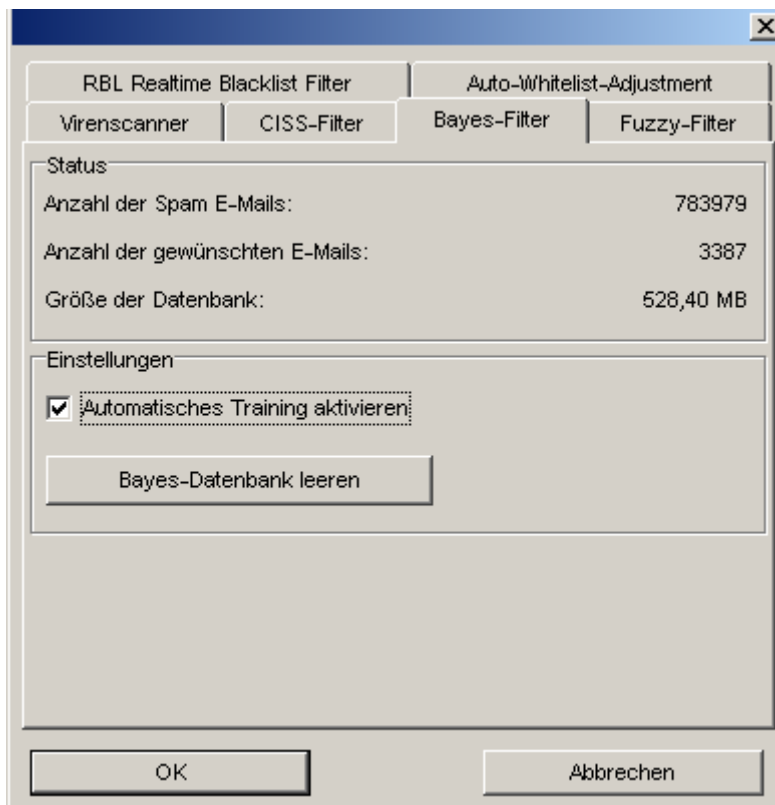 RBL Realtime Blacklist Filter
Auto-Whitelist-Adjustment
Virenscanner
CISS-Filter
Bayes-Filter
Fuzzy-Filter
Status
Anzahl der Spam E-Mails: 783979
Anzahl der gewünschten E-Mails: 3387
Größe der Datenbank: 528,40 MB
Einstellungen
Automatisches Training aktivieren
Bayes-Datenbank leeren
OK
Abbrechen